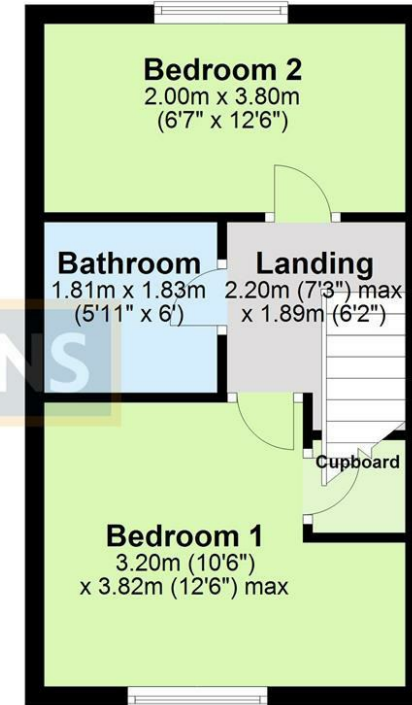 Bedroom 2
2.00m x 3.80m
(6'7" x 12'6")
Bathroom
1.81m x 1.83m
(5'11" x 6')
Landing
2.20m (7'3") max
x 1.89m (6'2")
NS
Cupboard
Bedroom 1
3.20m (10'6")
x 3.82m (12'6") max